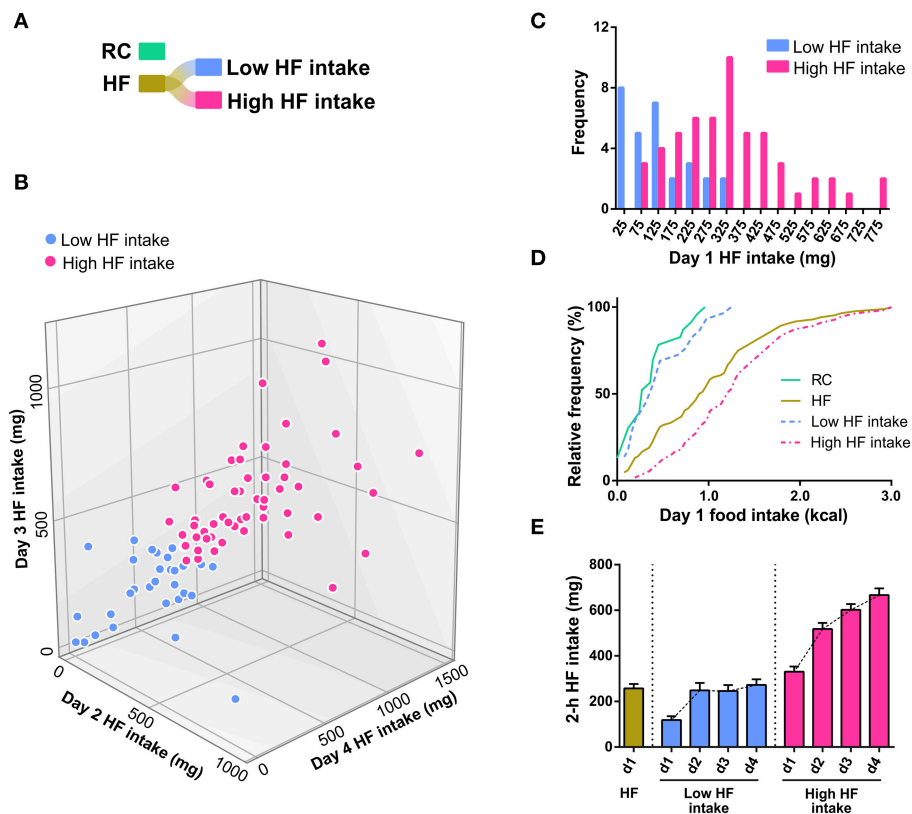 A
RC
HF
Low HF intake
High HF intake
B
Low HF intake
High HF intake
Day 3 HF intake (mg)
1000
500
0
0
500
1000
Day 2 HF intake (mg)
0
500
1000
1500
Day 4 HF intake (mg)
C
Low HF intake
High HF intake
Frequency
12
8
4
0
25 75 125 175 225 275 325 375 425 475 525 575 625 675 725 775
Day 1 HF intake (mg)
D
Relative frequency (%)
100
50
0
RC
HF
Low HF intake
High HF intake
0.0 1.0 2.0 3.0
Day 1 food intake (kcal)
E
2-h HF intake (mg)
800
600
400
200
0
d1 d1 d2 d3 d4 d1 d2 d3 d4
HF Low HF High HF
intake intake